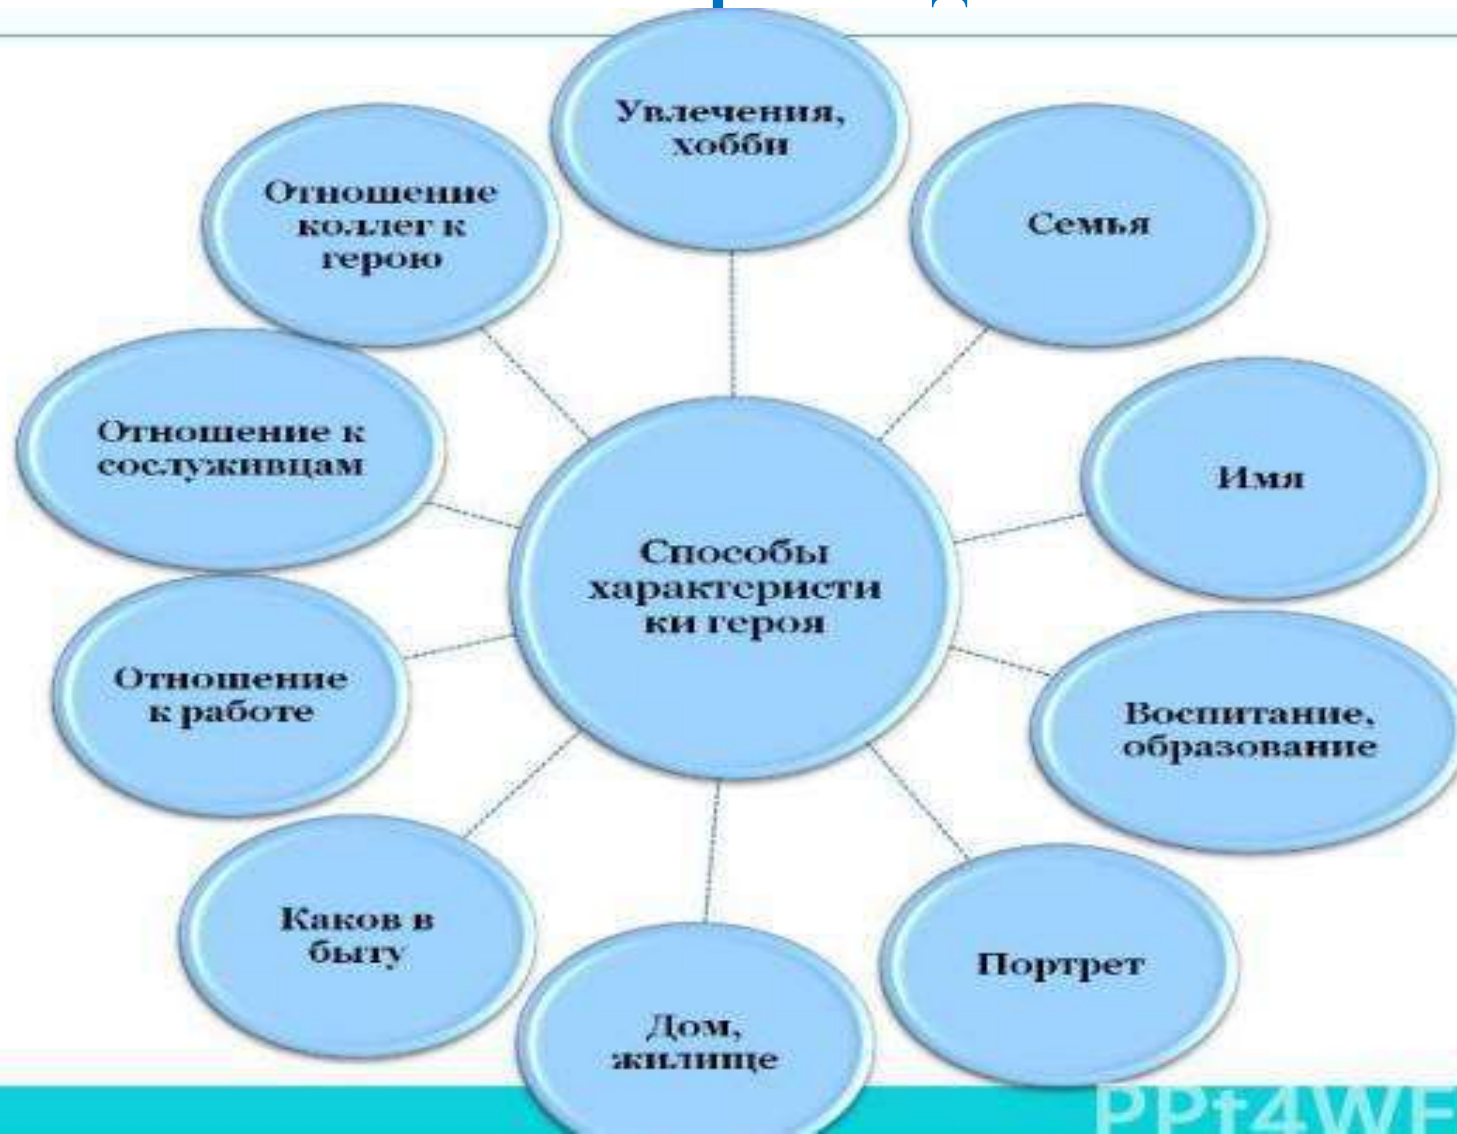 Увлечения,
хобби
Семья
Имя
Воспитание,
образование
Портрет
Дом,
жилище
Каков в
быту
Отношение
к работе
Отношение к
сослуживцам
Отношение
коллег к
герою
Способы
характеристи
ки героя
PPt4WE